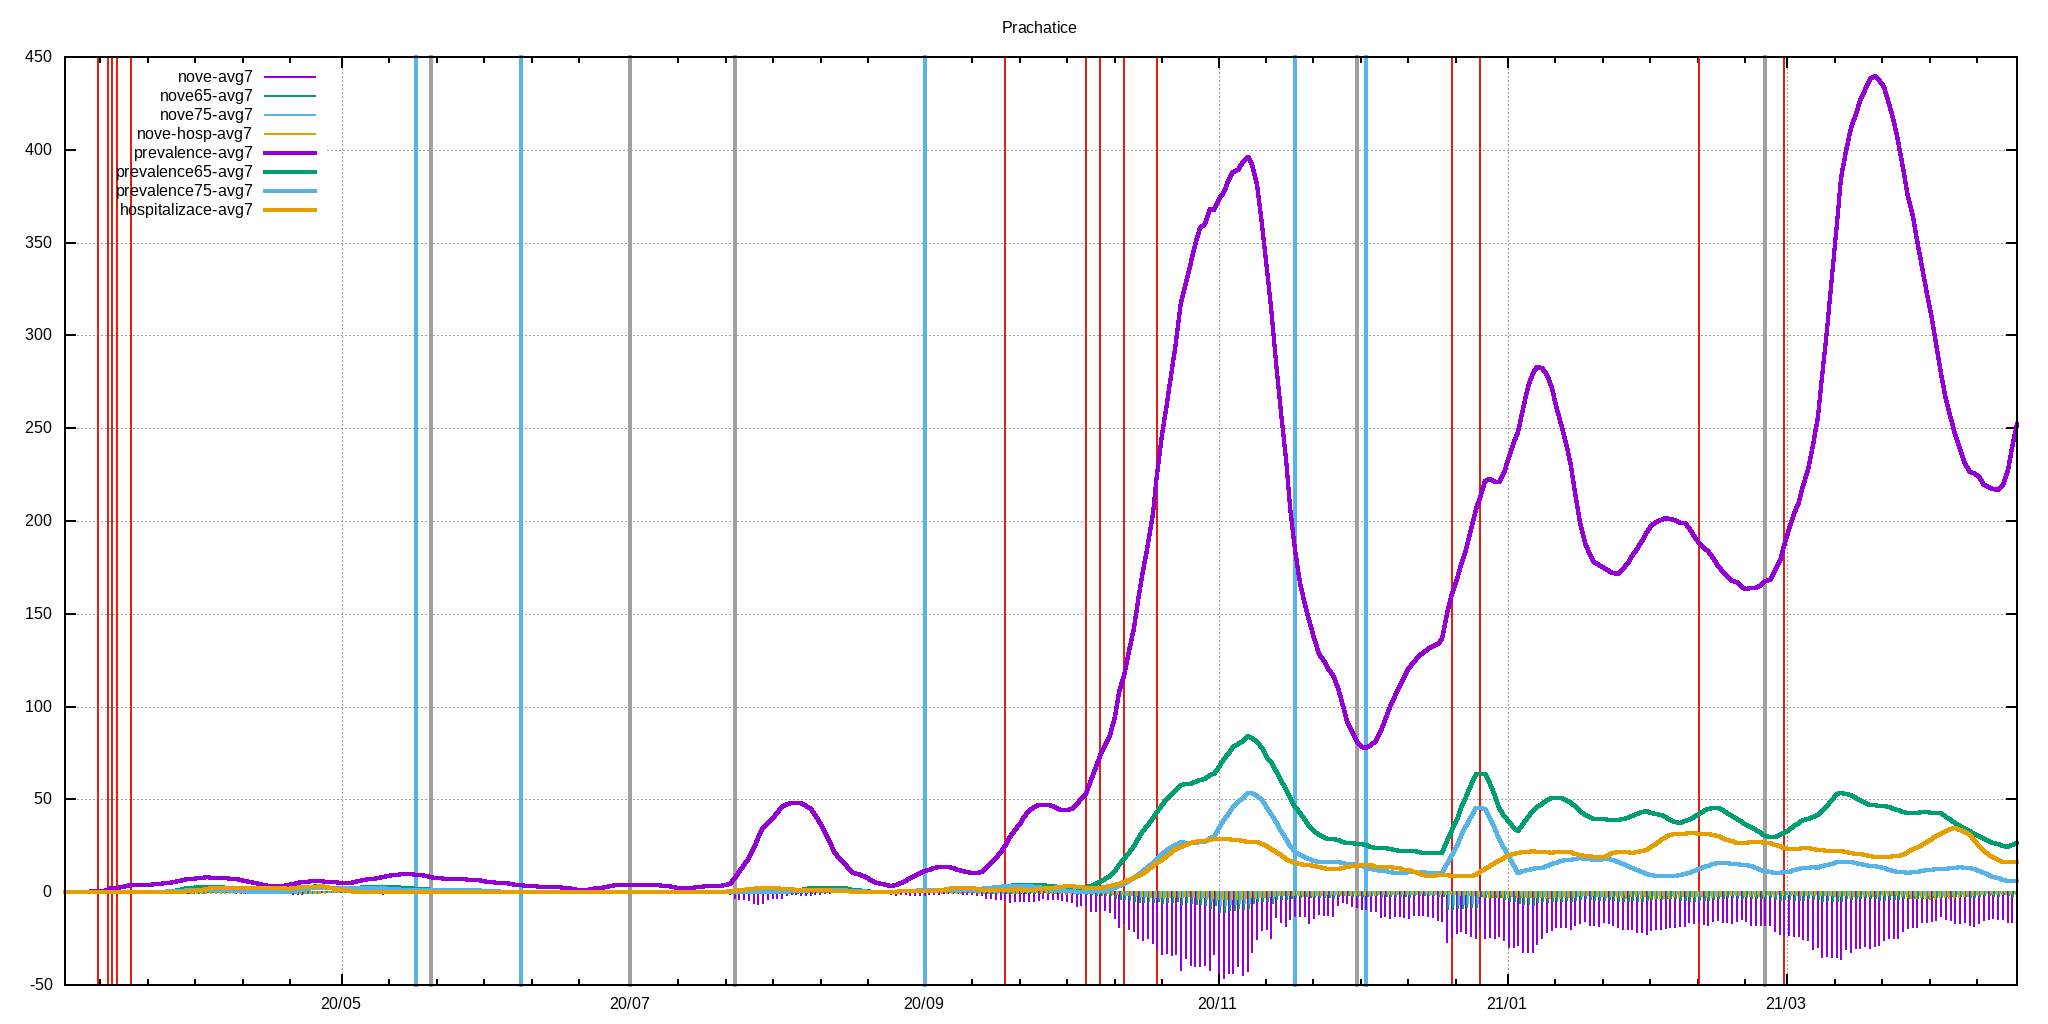 Prachatice
450
400
350
300
250
200
150
100
50
0
-50
nove-avg7
nove65-avg7
nove75-avg7
nove-hosp-avg7
prevalence-avg7
prevalence65-avg7
prevalence75-avg7
hospitalizace-avg7
20/05 20/07 20/09 20/11 21/01 21/03